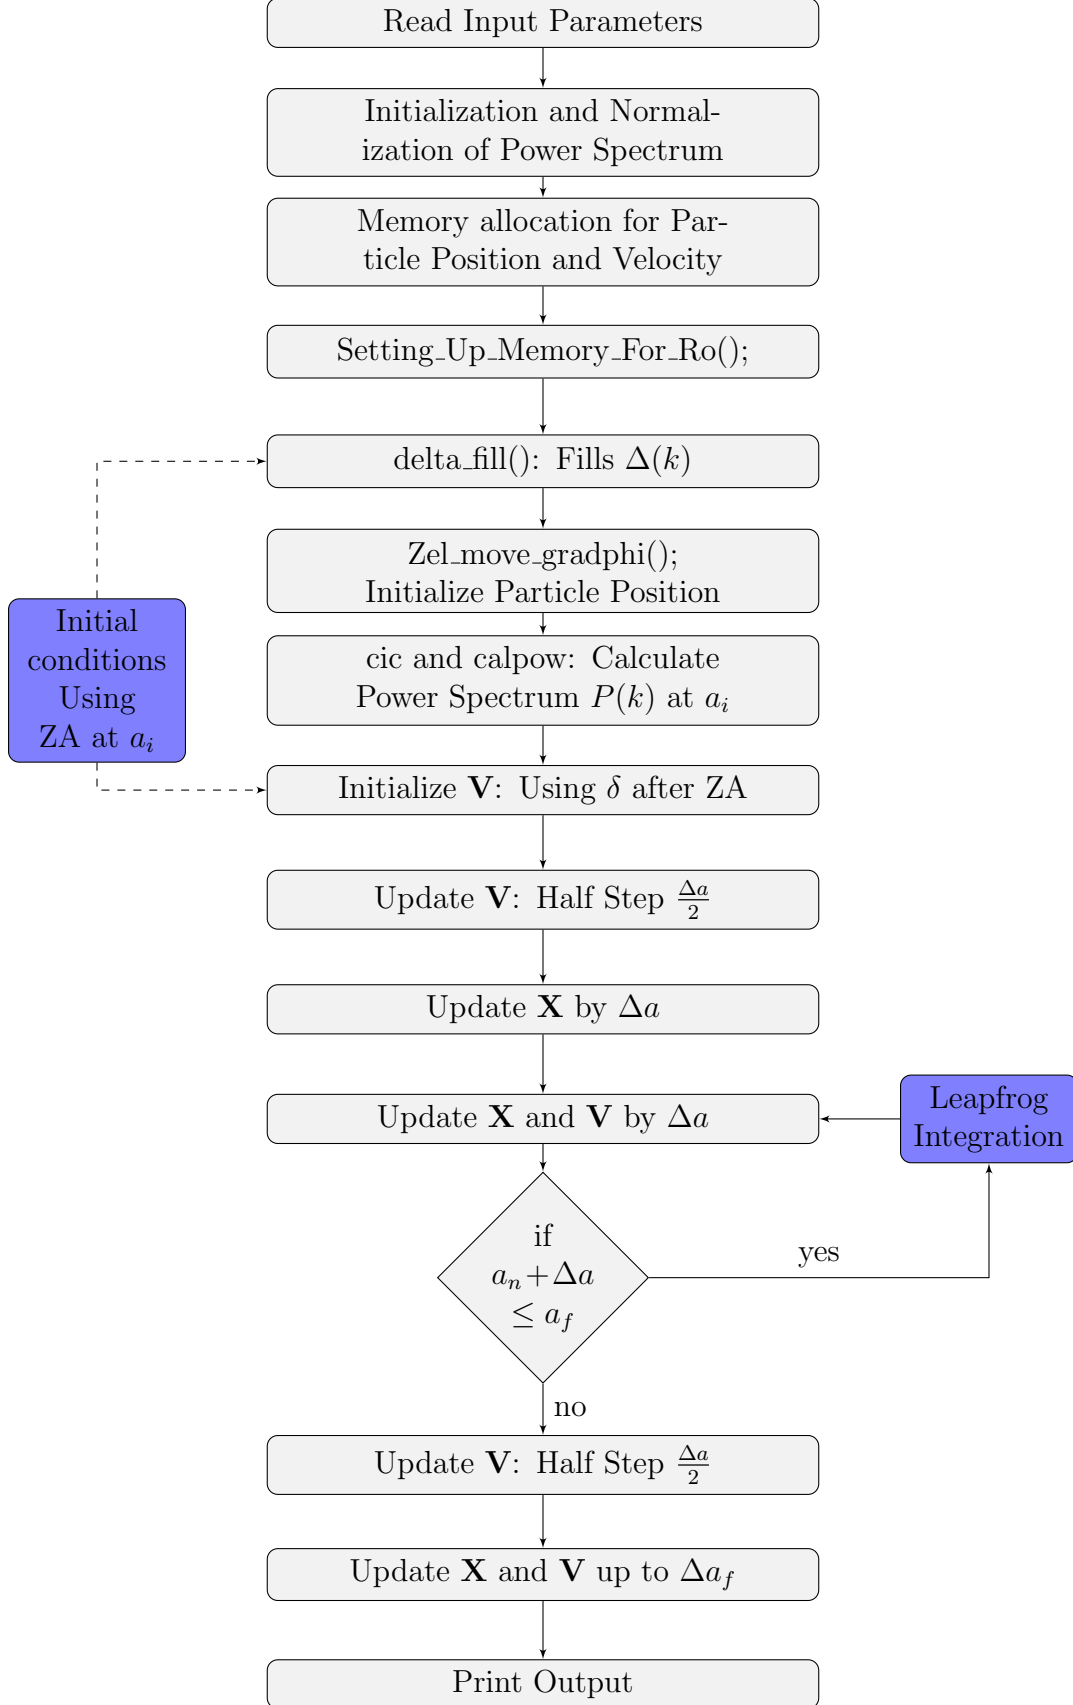 Read Input Parameters
Initialization and Normal-
ization of Power Spectrum
Memory allocation for Par-
ticle Position and Velocity
Setting_Up_Memory_For_Ro();
delta_fill(): Fills Δ(k)
Zel_move_gradphi();
Initialize Particle Position
Initial
conditions
Using
ZA at a_i
cic and calpow: Calculate
Power Spectrum P(k) at a_i
Initialize V: Using δ after ZA
Update V: Half Step Δa/2
Update X by Δa
Update X and V by Δa
Leapfrog
Integration
if
a_n + Δa
≤ a_f
yes
no
Update V: Half Step Δa/2
Update X and V up to Δa_f
Print Output